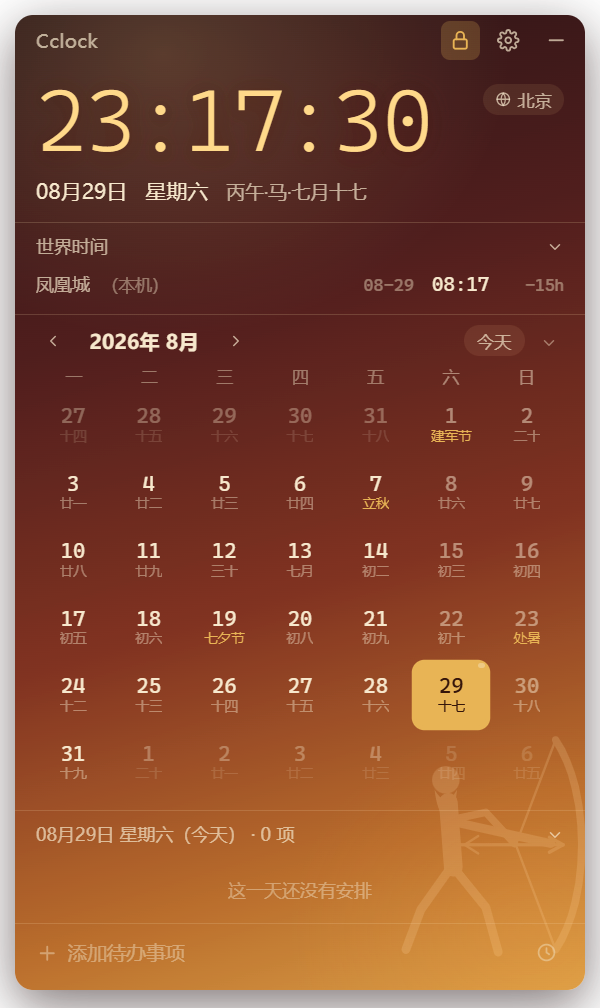 Cclock
23:17:30
北京
08月29日 星期六 丙午·马·七月十七
世界时间
凤凰城 (本机) 08-29 08:17 -15h
2026年 8月 今天
一 二 三 四 五 六 日
27 28 29 30 31 1 2
十四 十五 十六 十七 十八 建军节 二十
3 4 5 6 7 8 9
廿一 廿二 廿三 廿四 立秋 廿六 廿七
10 11 12 13 14 15 16
廿八 廿九 三十 七月 初二 初三 初四
17 18 19 20 21 22 23
初五 初六 七夕节 初八 初九 初十 处暑
24 25 26 27 28 29 30
十二 十三 十四 十五 十六 十七 十八
31 1 2 3 4 5 6
十九 二十 廿一 廿二 廿三 廿四 廿五
08月29日 星期六（今天） · 0 项
这一天还没有安排
添加待办事项